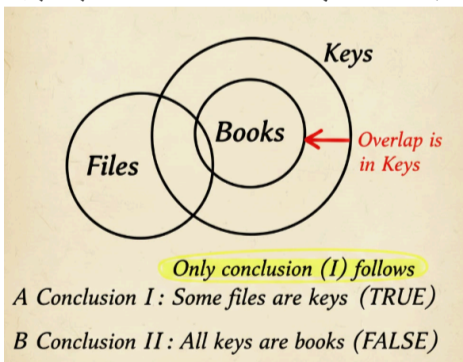 Keys
Books
Files
Overlap is
in Keys
Only conclusion (I) follows
A Conclusion I: Some files are keys (TRUE)
B Conclusion II: All keys are books (FALSE)